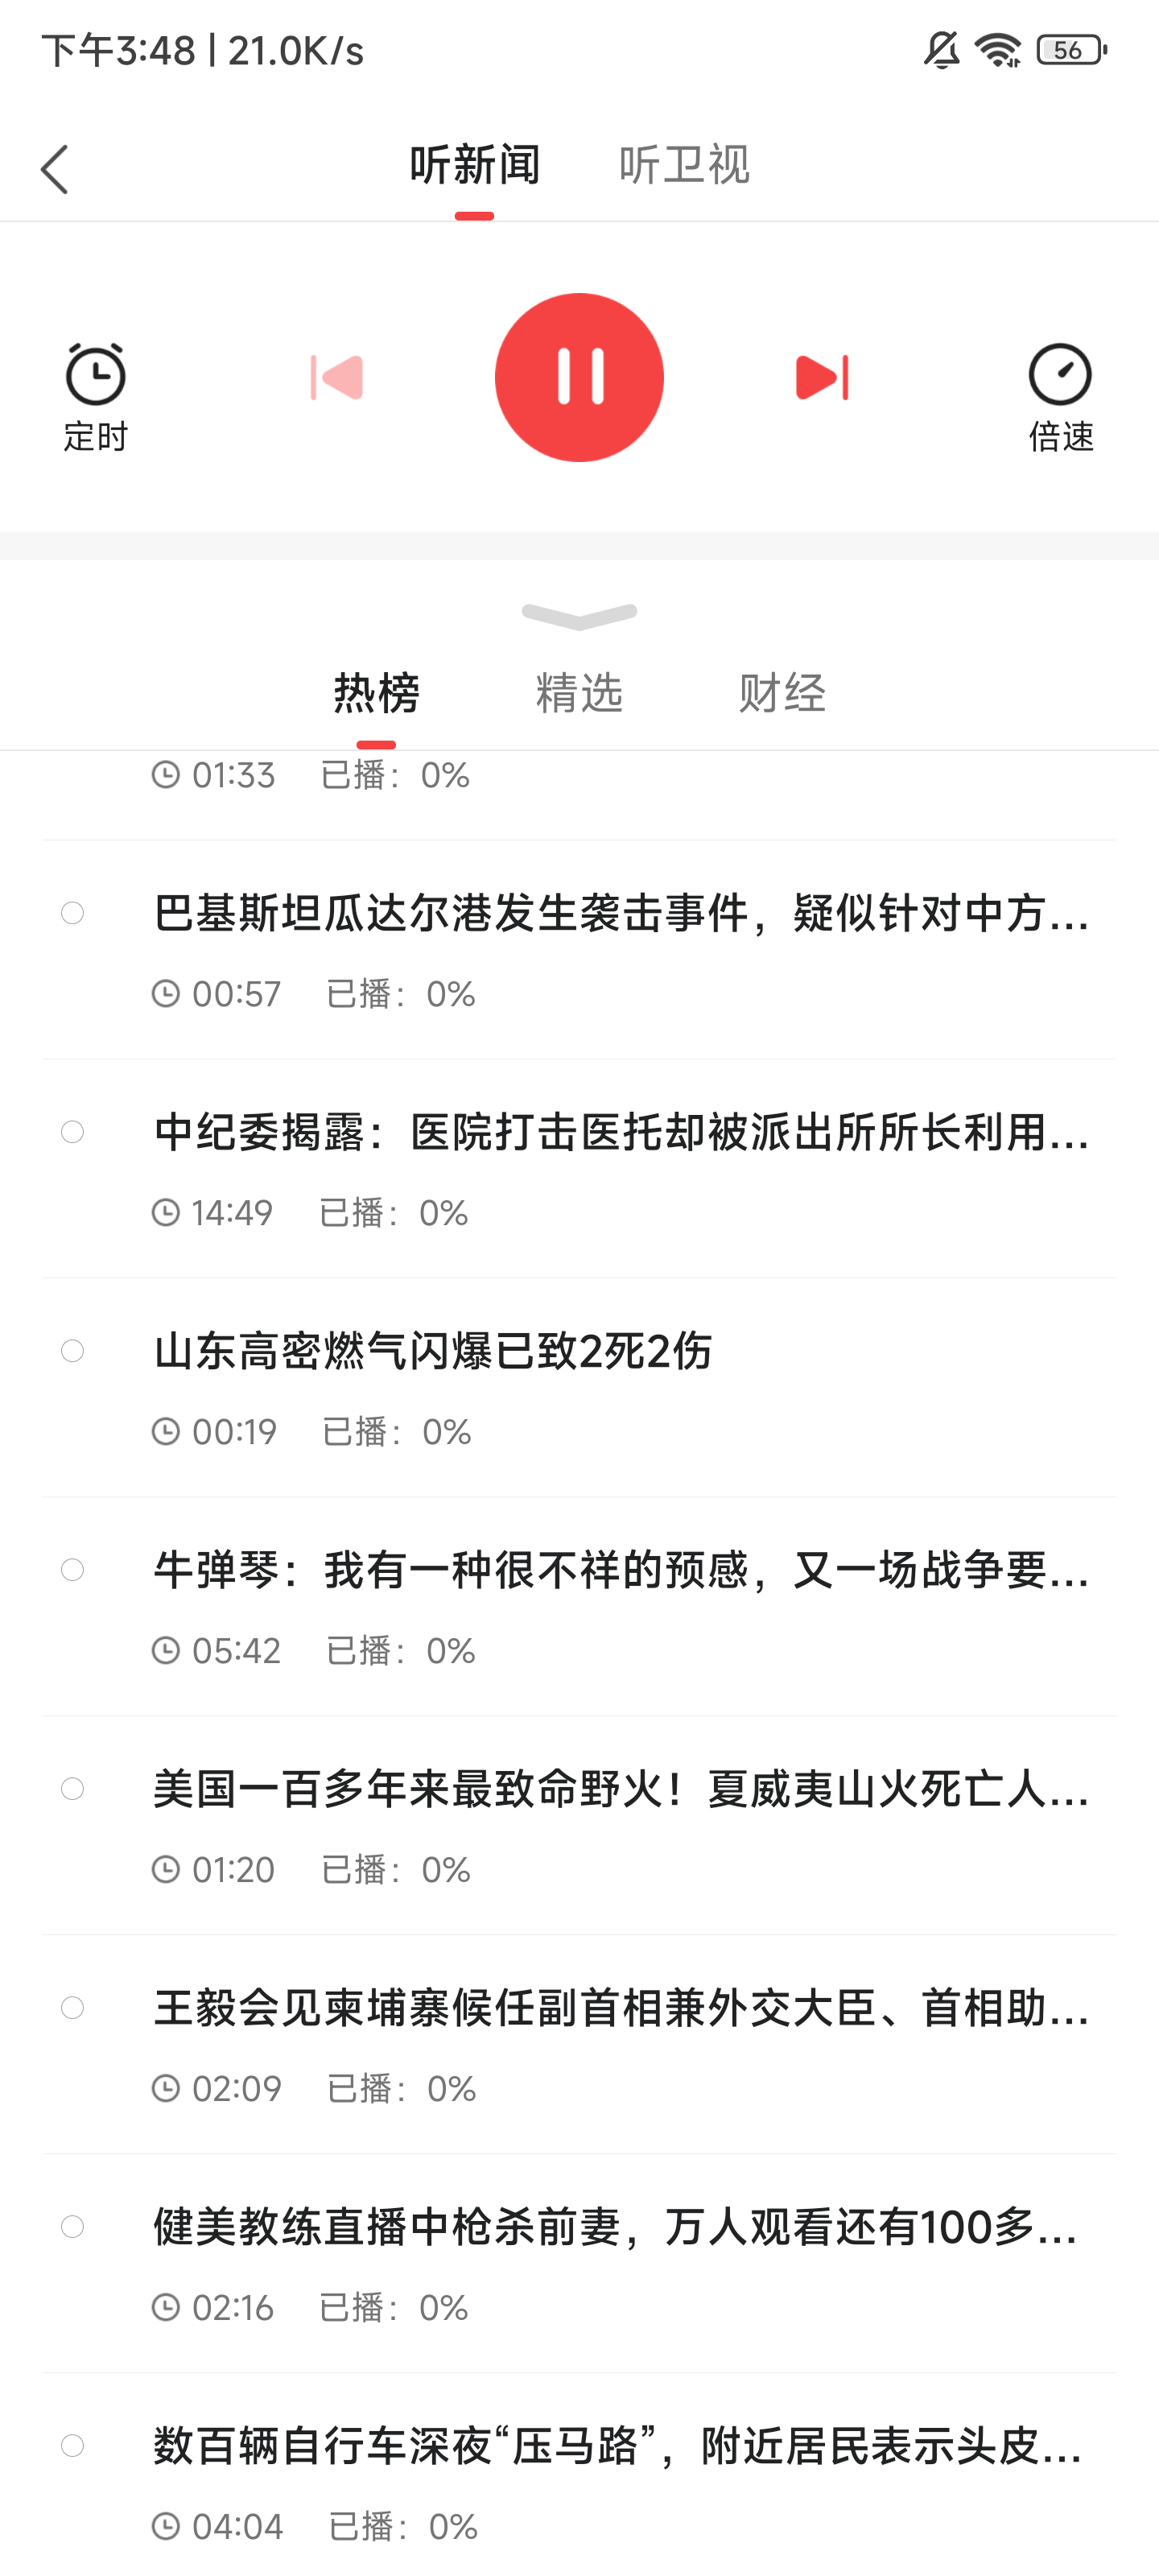 下午3:48 | 21.0K/s 56
听新闻 听卫视
定时 倍速
热榜 精选 财经
01:33 已播：0%
巴基斯坦瓜达尔港发生袭击事件，疑似针对中方...
00:57 已播：0%
中纪委揭露：医院打击医托却被派出所所长利用...
14:49 已播：0%
山东高密燃气闪爆已致2死2伤
00:19 已播：0%
牛弹琴：我有一种很不祥的预感，又一场战争要...
05:42 已播：0%
美国一百多年来最致命野火！夏威夷山火死亡人...
01:20 已播：0%
王毅会见柬埔寨候任副首相兼外交大臣、首相助...
02:09 已播：0%
健美教练直播中枪杀前妻，万人观看还有100多...
02:16 已播：0%
数百辆自行车深夜“压马路”，附近居民表示头皮...
04:04 已播：0%